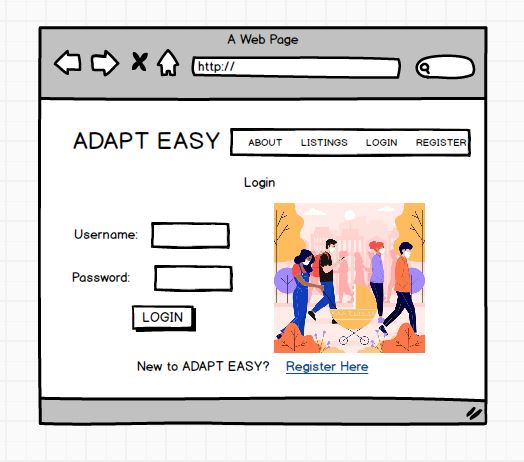 A Web Page
http://
ADAPT EASY
ABOUT LISTINGS LOGIN REGISTER
Login
Username:
Password:
LOGIN
New to ADAPT EASY? Register Here